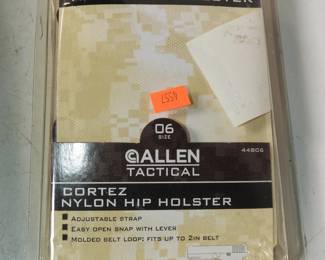 06
SIZE
ALLEN
TACTICAL
44806
CORTEZ
NYLON HIP HOLSTER
ADJUSTABLE STRAP
EASY OPEN SNAP WITH LEVER
MOLDED BELT LOOP: FITS UP TO 2IN BELT